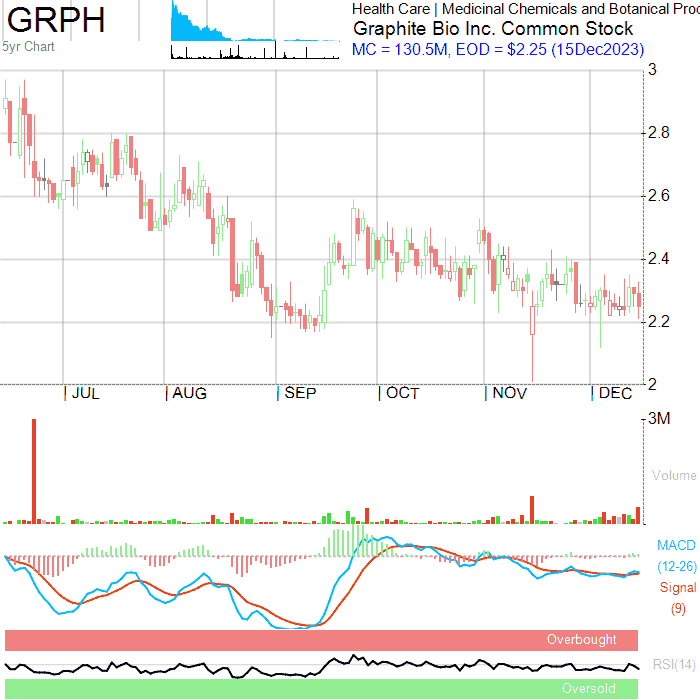 GRPH
5yr Chart
Health Care | Medicinal Chemicals and Botanical Proc
Graphite Bio Inc. Common Stock
MC = 130.5M, EOD = $2.25 (15Dec2023)
3
2.8
2.6
2.4
2.2
2
| JUL | AUG | SEP | OCT | NOV | DEC
3M
Volume
MACD
(12-26)
Signal
(9)
Overbought
RSI(14)
Oversold